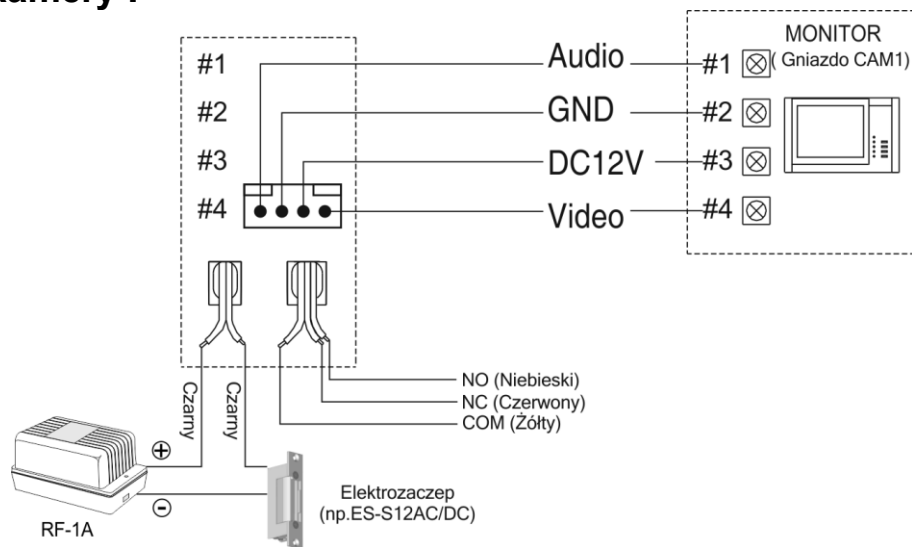 #1
#2
#3
#4
Audio
GND
DC12V
Video
MONITOR
( Gniazdo CAM1)
#1
#2
#3
#4
Czarny
Czarny
NO (Niebieski)
NC (Czerwony)
COM (Żółty)
+
-
RF-1A
Elektrozaczep
(np.ES-S12AC/DC)